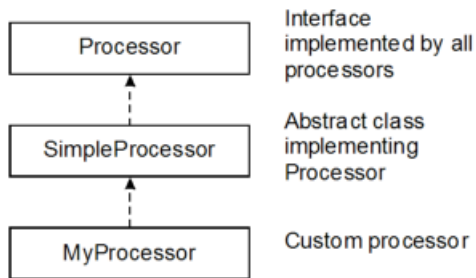 Processor
Interface
implemented by all
processors
SimpleProcessor
Abstract class
implementing
Processor
MyProcessor
Custom processor